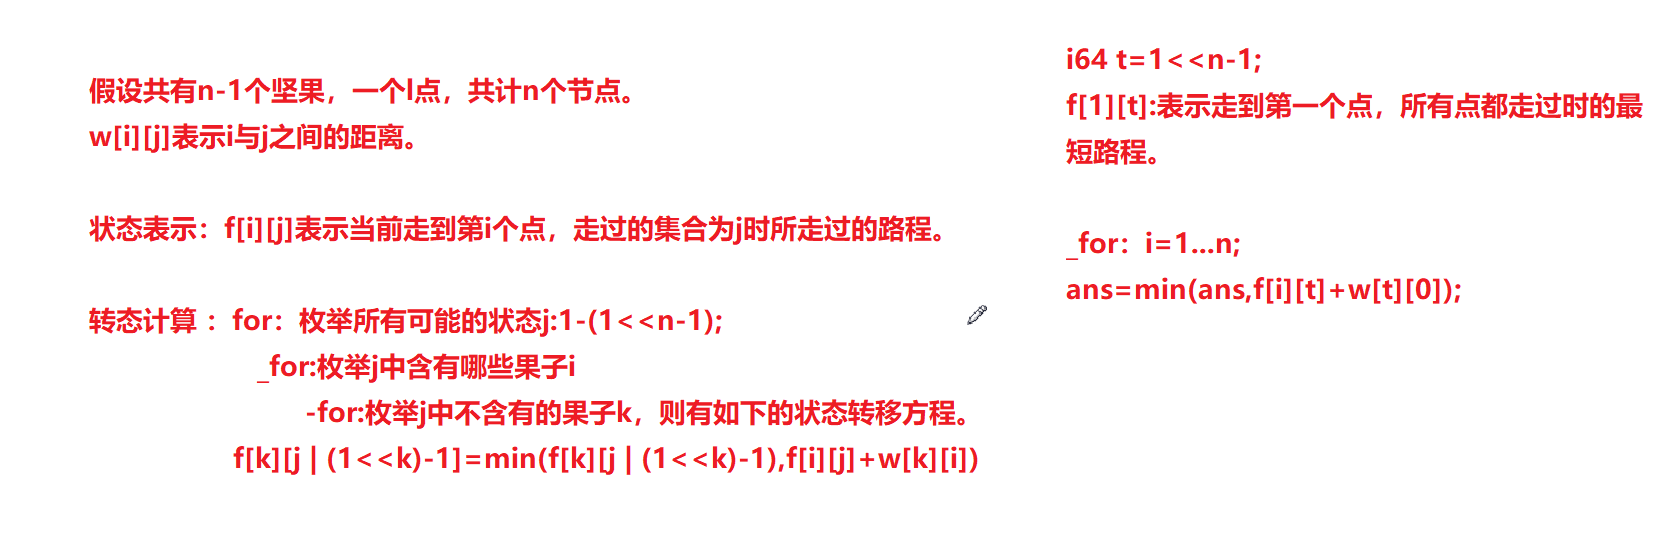 假设共有n-1个坚果，一个l点，共计n个节点。
w[i][j]表示i与j之间的距离。
状态表示：f[i][j]表示当前走到第i个点，走过的集合为j时所走过的路程。
转态计算 ：for：枚举所有可能的状态j:1-(1<<n-1);
_for:枚举j中含有哪些果子i
-for:枚举j中不含有的果子k，则有如下的状态转移方程。
f[k][j | (1<<k)-1]=min(f[k][j | (1<<k)-1),f[i][j]+w[k][i])
i64 t=1<<n-1;
f[1][t]:表示走到第一个点，所有点都走过时的最
短路程。
_for：i=1...n;
ans=min(ans,f[i][t]+w[t][0]);